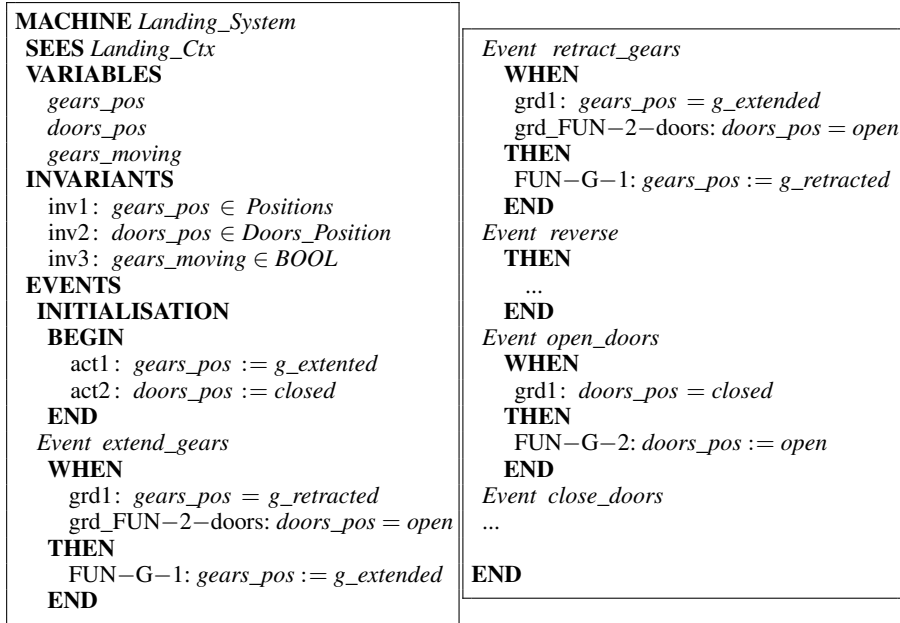 MACHINE Landing_System
SEES Landing_Ctx
VARIABLES
gears_pos
doors_pos
gears_moving
INVARIANTS
inv1: gears_pos ∈ Positions
inv2: doors_pos ∈ Doors_Position
inv3: gears_moving ∈ BOOL
EVENTS
INITIALISATION
BEGIN
act1: gears_pos := g_extented
act2: doors_pos := closed
END
Event extend_gears
WHEN
grd1: gears_pos = g_retracted
grd_FUN−2−doors: doors_pos = open
THEN
FUN−G−1: gears_pos := g_extended
END
Event retract_gears
WHEN
grd1: gears_pos = g_extended
grd_FUN−2−doors: doors_pos = open
THEN
FUN−G−1: gears_pos := g_retracted
END
Event reverse
THEN
...
END
Event open_doors
WHEN
grd1: doors_pos = closed
THEN
FUN−G−2: doors_pos := open
END
Event close_doors
...
END